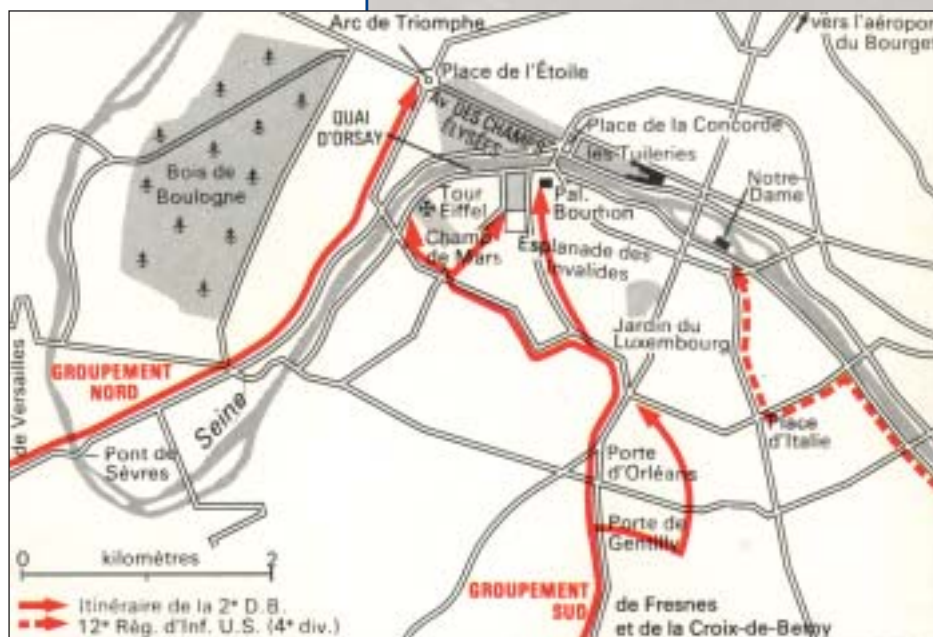 Arc de Triomphe
vers l'aéropor
du Bourget
Place de l'Étoile
QUAI
D'ORSAY
Av. DES CHAMPS
ÉLYSÉES
Place de la Concorde
les Tuileries
Bois de
Boulogne
Tour
Eiffel
Pal.
Bourbon
Notre-
Dame
Champ
de Mars
Esplanade des
Invalides
Jardin du
Luxembourg
GROUPEMENT
NORD
de Versailles
Seine
Place
d'Italie
Pont de
Sèvres
Porte
d'Orléans
Porte de
Gentilly
0 kilomètres 2
GROUPEMENT
SUD
de Fresnes
et de la Croix-de-Berny
Itinéraire de la 2e D.B.
12e Rég. d'Inf. U.S. (4e div.)